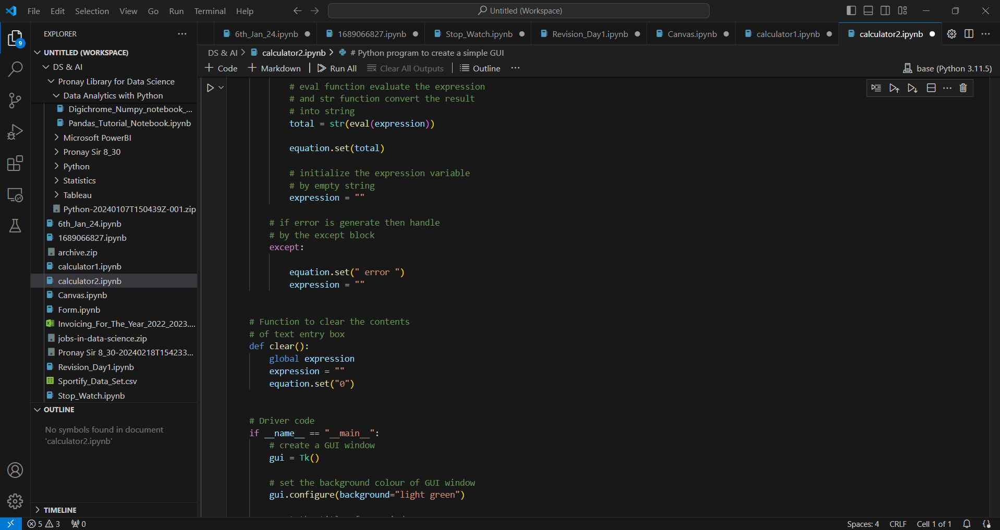 File Edit Selection View Go Run Terminal Help
Untitled (Workspace)
EXPLORER
9
UNTITLED (WORKSPACE)
DS & AI
Pronay Library for Data Science
Data Analytics with Python
Digichrome_Numpy_notebook_...
Pandas_Tutorial_Notebook.ipynb
Microsoft PowerBI
Pronay Sir 8_30
Python
Statistics
Tableau
Python-20240107T150439Z-001.zip
6th_Jan_24.ipynb
1689066827.ipynb
archive.zip
calculator1.ipynb
calculator2.ipynb
Canvas.ipynb
Form.ipynb
Invoicing_For_The_Year_2022_2023....
jobs-in-data-science.zip
Pronay Sir 8_30-20240218T154233...
Revision_Day1.ipynb
Sportify_Data_Set.csv
Stop_Watch.ipynb
OUTLINE
No symbols found in document
'calculator2.ipynb'
TIMELINE
6th_Jan_24.ipynb 1689066827.ipynb Stop_Watch.ipynb Revision_Day1.ipynb Canvas.ipynb calculator1.ipynb calculator2.ipynb
DS & AI > calculator2.ipynb > # Python program to create a simple GUI
+ Code + Markdown Run All Clear All Outputs Outline ...
base (Python 3.11.5)
# eval function evaluate the expression
# and str function convert the result
# into string
total = str(eval(expression))
equation.set(total)
# initialize the expression variable
# by empty string
expression = ""
# if error is generate then handle
# by the except block
except:
equation.set(" error ")
expression = ""
# Function to clear the contents
# of text entry box
def clear():
global expression
expression = ""
equation.set("0")
# Driver code
if __name__ == "__main__":
# create a GUI window
gui = Tk()
# set the background colour of GUI window
gui.configure(background="light green")
5 3 0
Spaces: 4 CRLF Cell 1 of 1